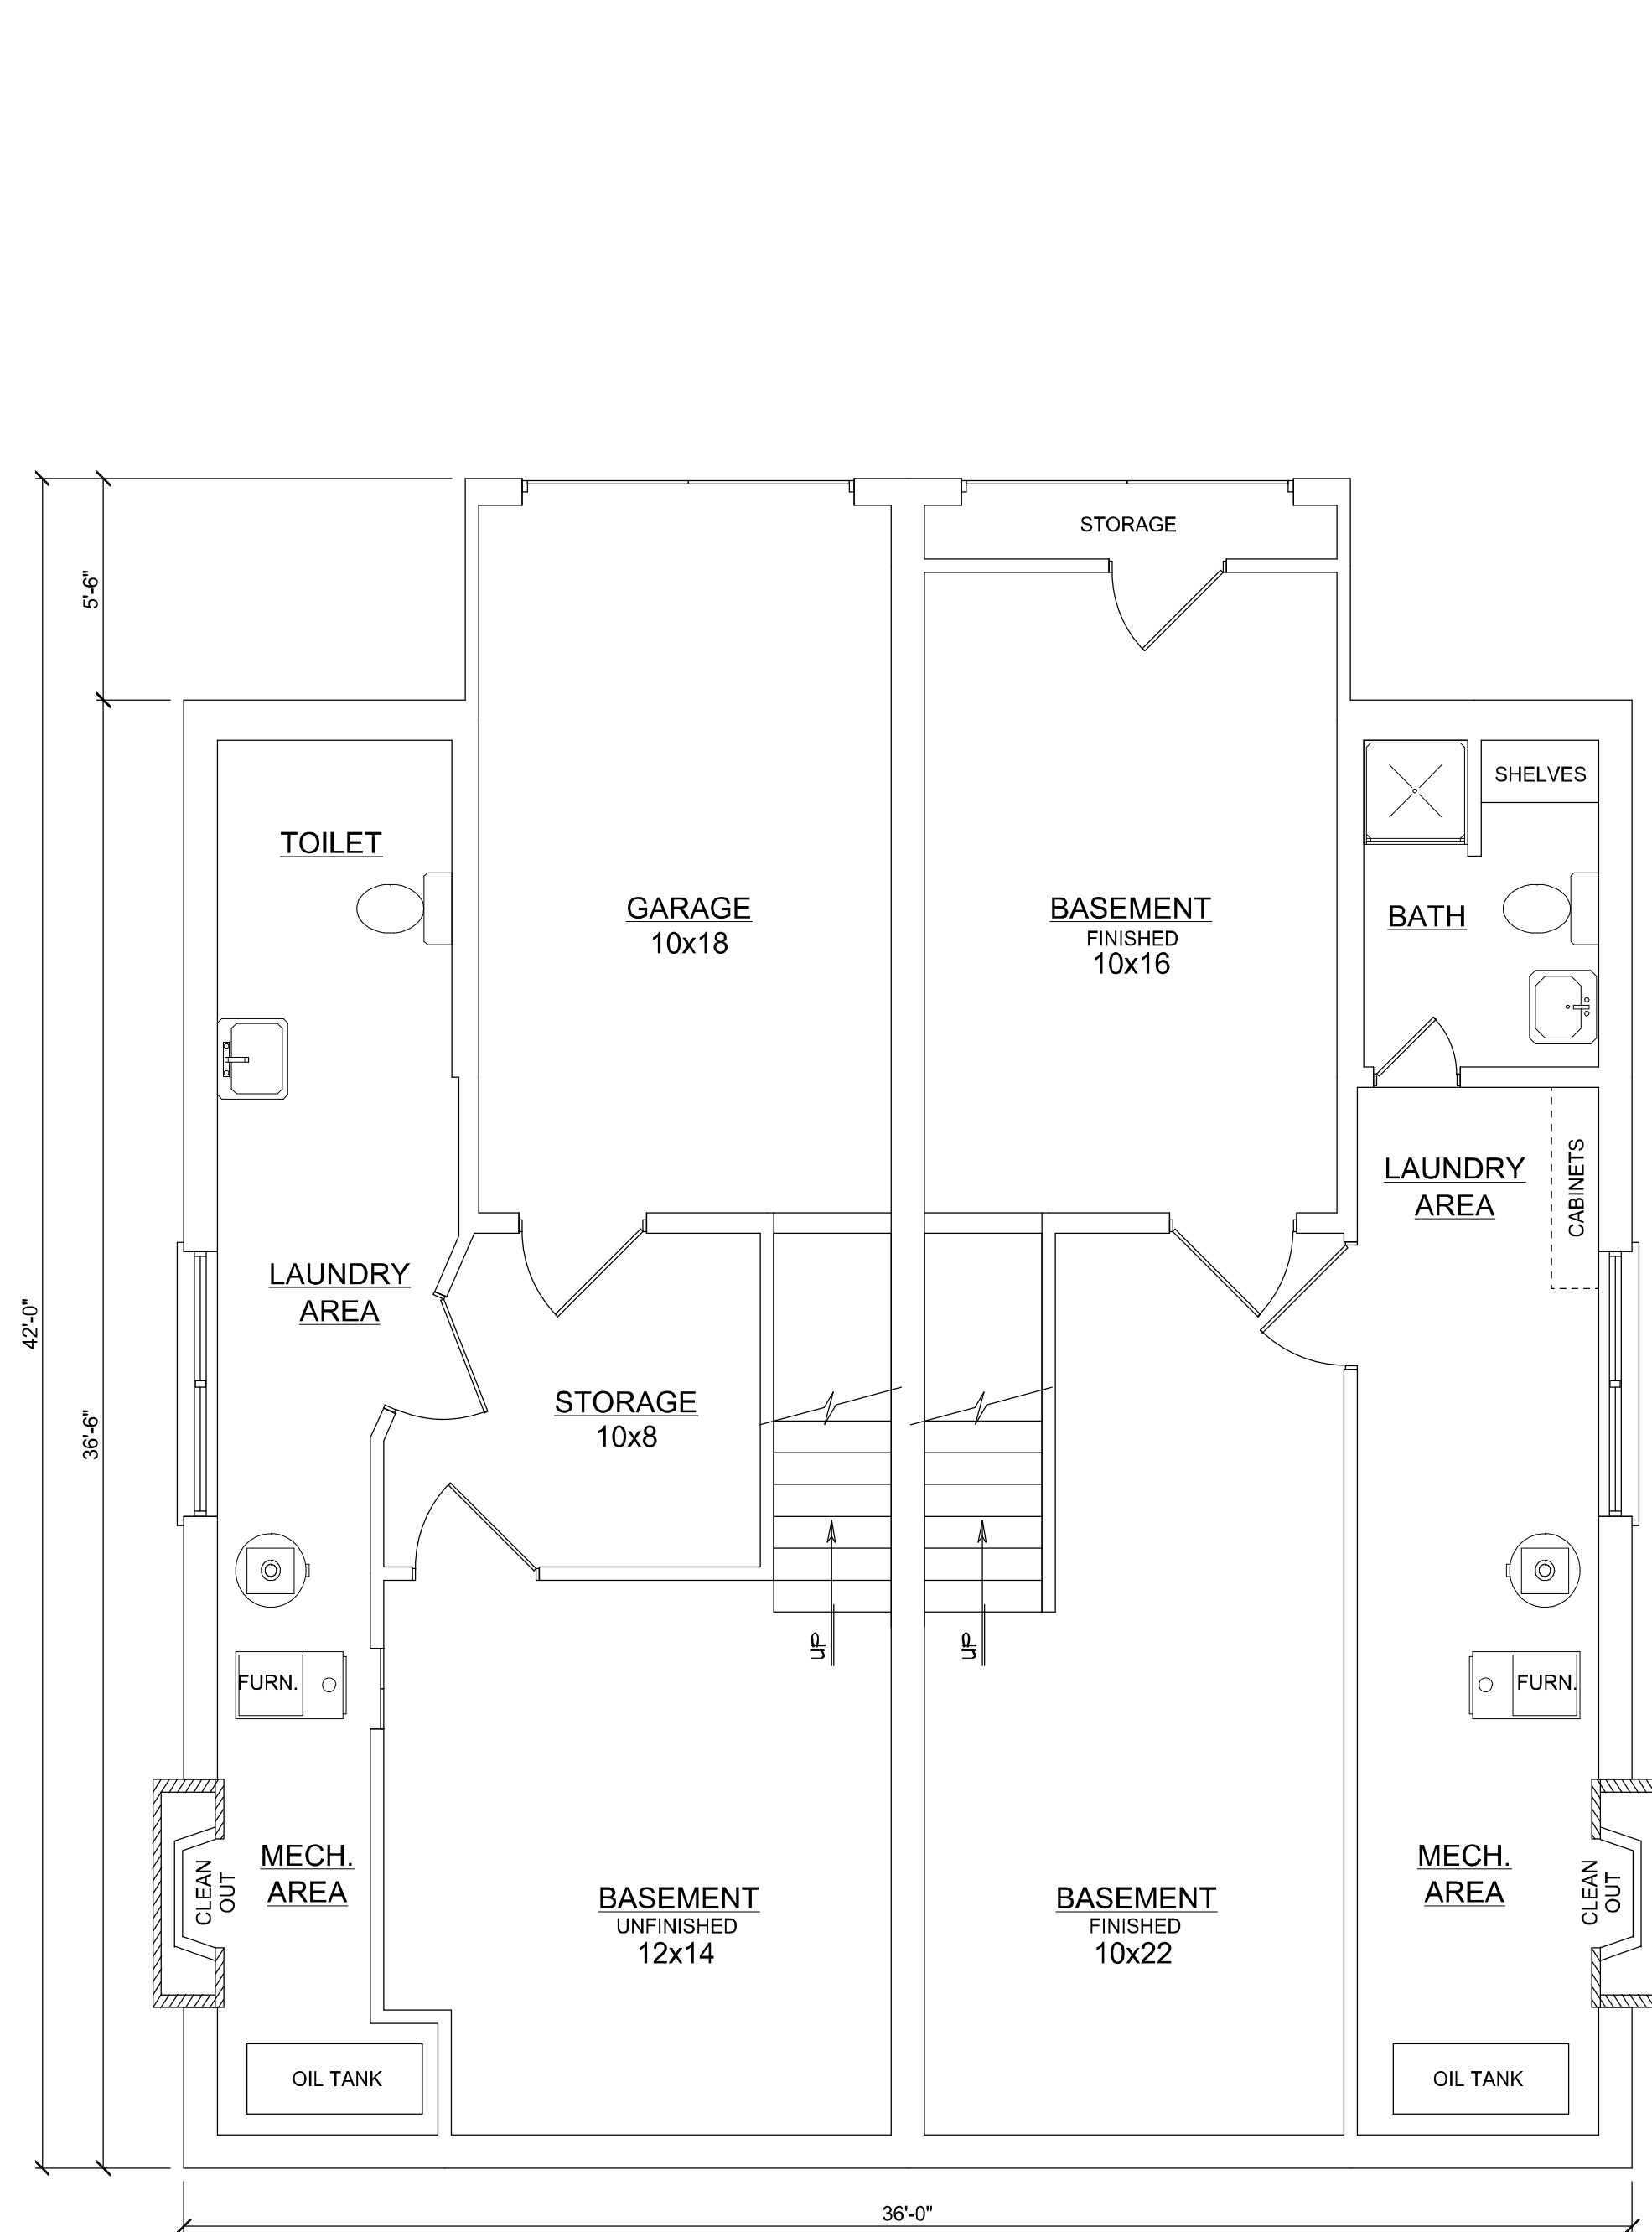 STORAGE
5'-6"
SHELVES
TOILET
GARAGE
10x18
BASEMENT
FINISHED
10x16
BATH
LAUNDRY
AREA
CABINETS
LAUNDRY
AREA
42'-0"
36'-6"
STORAGE
10x8
UP
UP
FURN.
FURN.
MECH.
AREA
CLEAN
OUT
BASEMENT
UNFINISHED
12x14
BASEMENT
FINISHED
10x22
MECH.
AREA
CLEAN
OUT
OIL TANK
OIL TANK
36'-0"